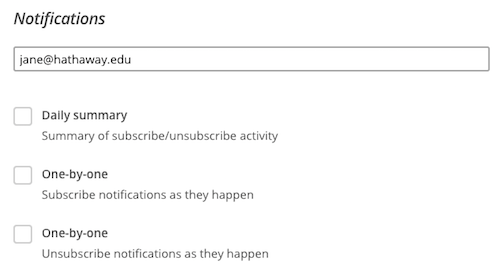 Notifications
jane@hathaway.edu
Daily summary
Summary of subscribe/unsubscribe activity
One-by-one
Subscribe notifications as they happen
One-by-one
Unsubscribe notifications as they happen